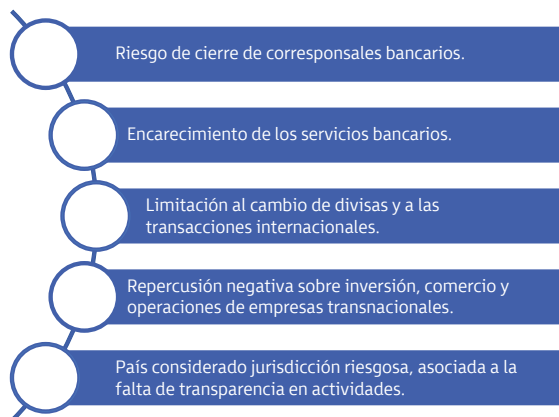 Riesgo de cierre de corresponsales bancarios.
Encarecimiento de los servicios bancarios.
Limitación al cambio de divisas y a las
transacciones internacionales.
Repercusión negativa sobre inversión, comercio y
operaciones de empresas transnacionales.
País considerado jurisdicción riesgosa, asociada a la
falta de transparencia en actividades.